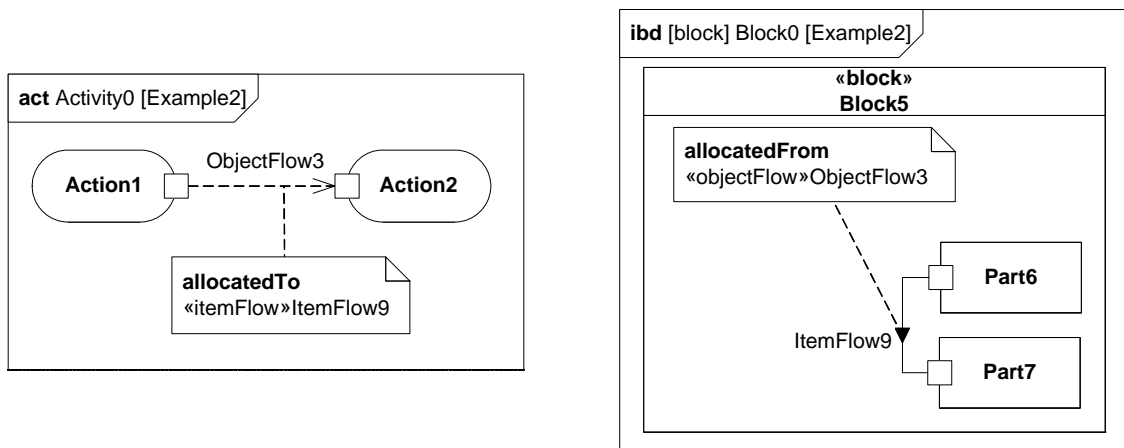 act Activity0 [Example2]
Action1
ObjectFlow3
Action2
allocatedTo
«itemFlow»ItemFlow9
ibd [block] Block0 [Example2]
«block»
Block5
allocatedFrom
«objectFlow»ObjectFlow3
Part6
ItemFlow9
Part7